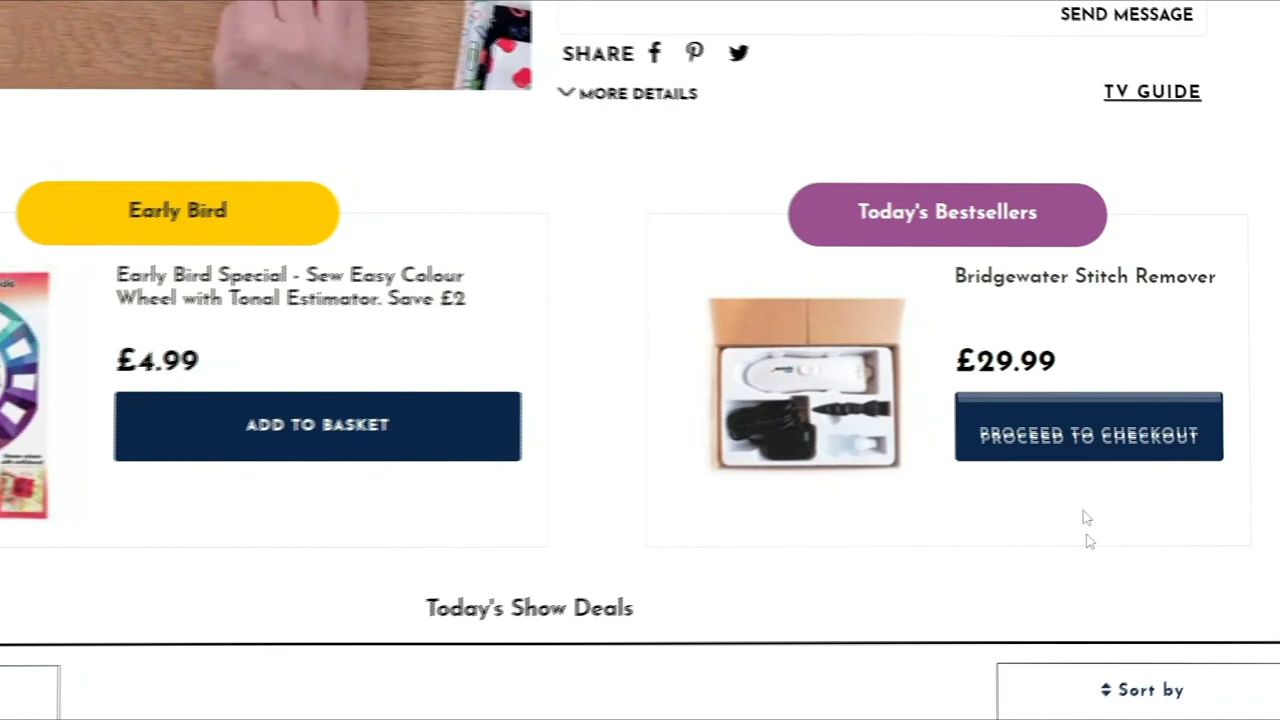 SEND MESSAGE
SHARE
MORE DETAILS
TV GUIDE
Early Bird
Early Bird Special - Sew Easy Colour
Wheel with Tonal Estimator. Save £2
£4.99
ADD TO BASKET
Today's Bestsellers
Bridgewater Stitch Remover
£29.99
PROCEED TO CHECKOUT
Today's Show Deals
Sort by